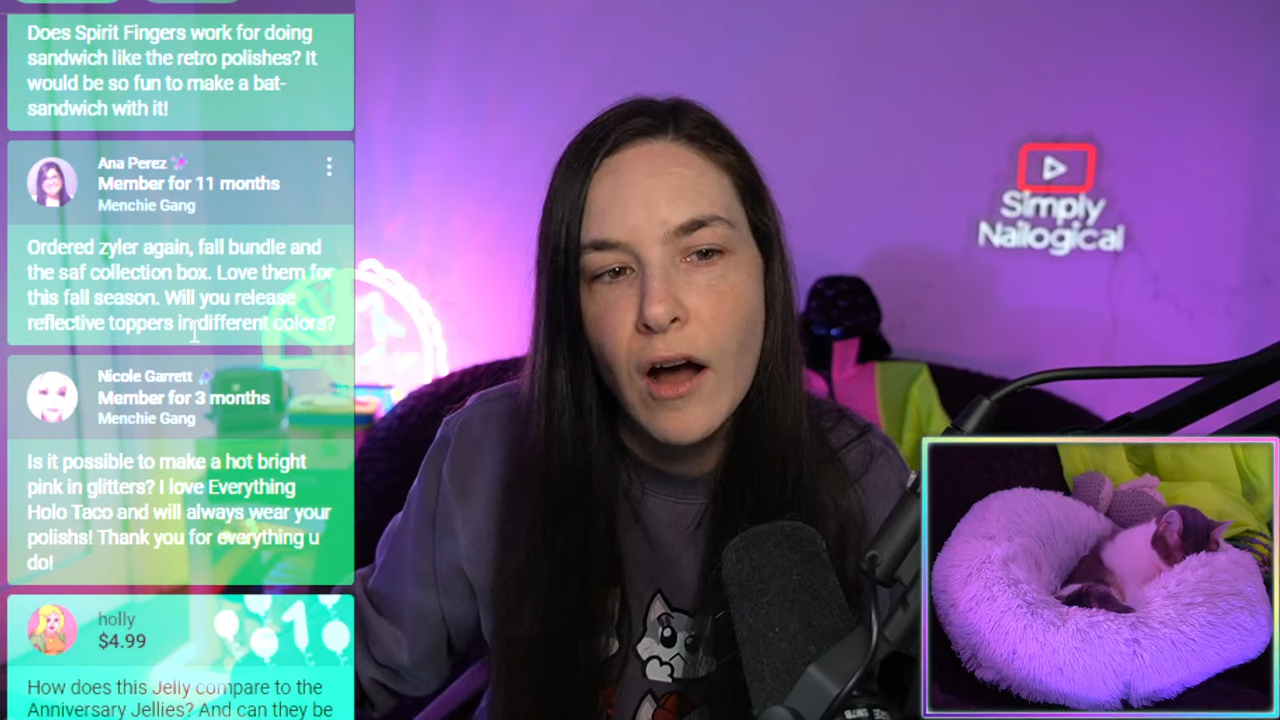 Does Spirit Fingers work for doing
sandwich like the retro polishes? It
would be so fun to make a bat-
sandwich with it!
Ana Perez
Member for 11 months
Menchie Gang
Ordered zyler again, fall bundle and
the saf collection box. Love them for
this fall season. Will you release
reflective toppers in different colors?
Nicole Garrett
Member for 3 months
Menchie Gang
Is it possible to make a hot bright
pink in glitters? I love Everything
Holo Taco and will always wear your
polishs! Thank you for everything u
do!
holly
$4.99
How does this Jelly compare to the
Anniversary Jellies? And can they be
Simply
Nailogical
SM7B